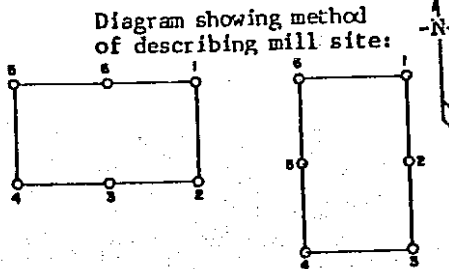 Diagram showing method
of describing mill site:
-N-
5 6 1
4 3 2
6 1
5 2
4 3